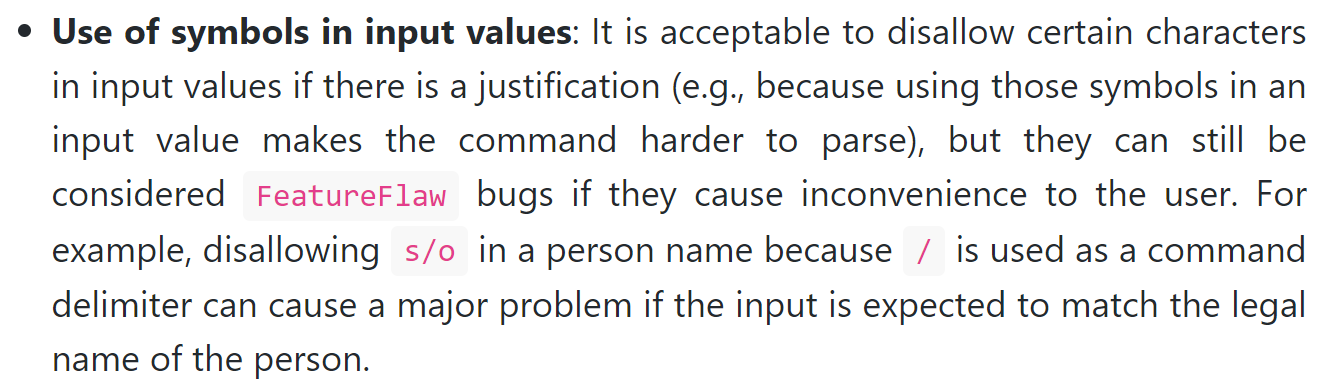 • Use of symbols in input values: It is acceptable to disallow certain characters
in input values if there is a justification (e.g., because using those symbols in an
input value makes the command harder to parse), but they can still be
considered FeatureFlaw bugs if they cause inconvenience to the user. For
example, disallowing s/o in a person name because / is used as a command
delimiter can cause a major problem if the input is expected to match the legal
name of the person.